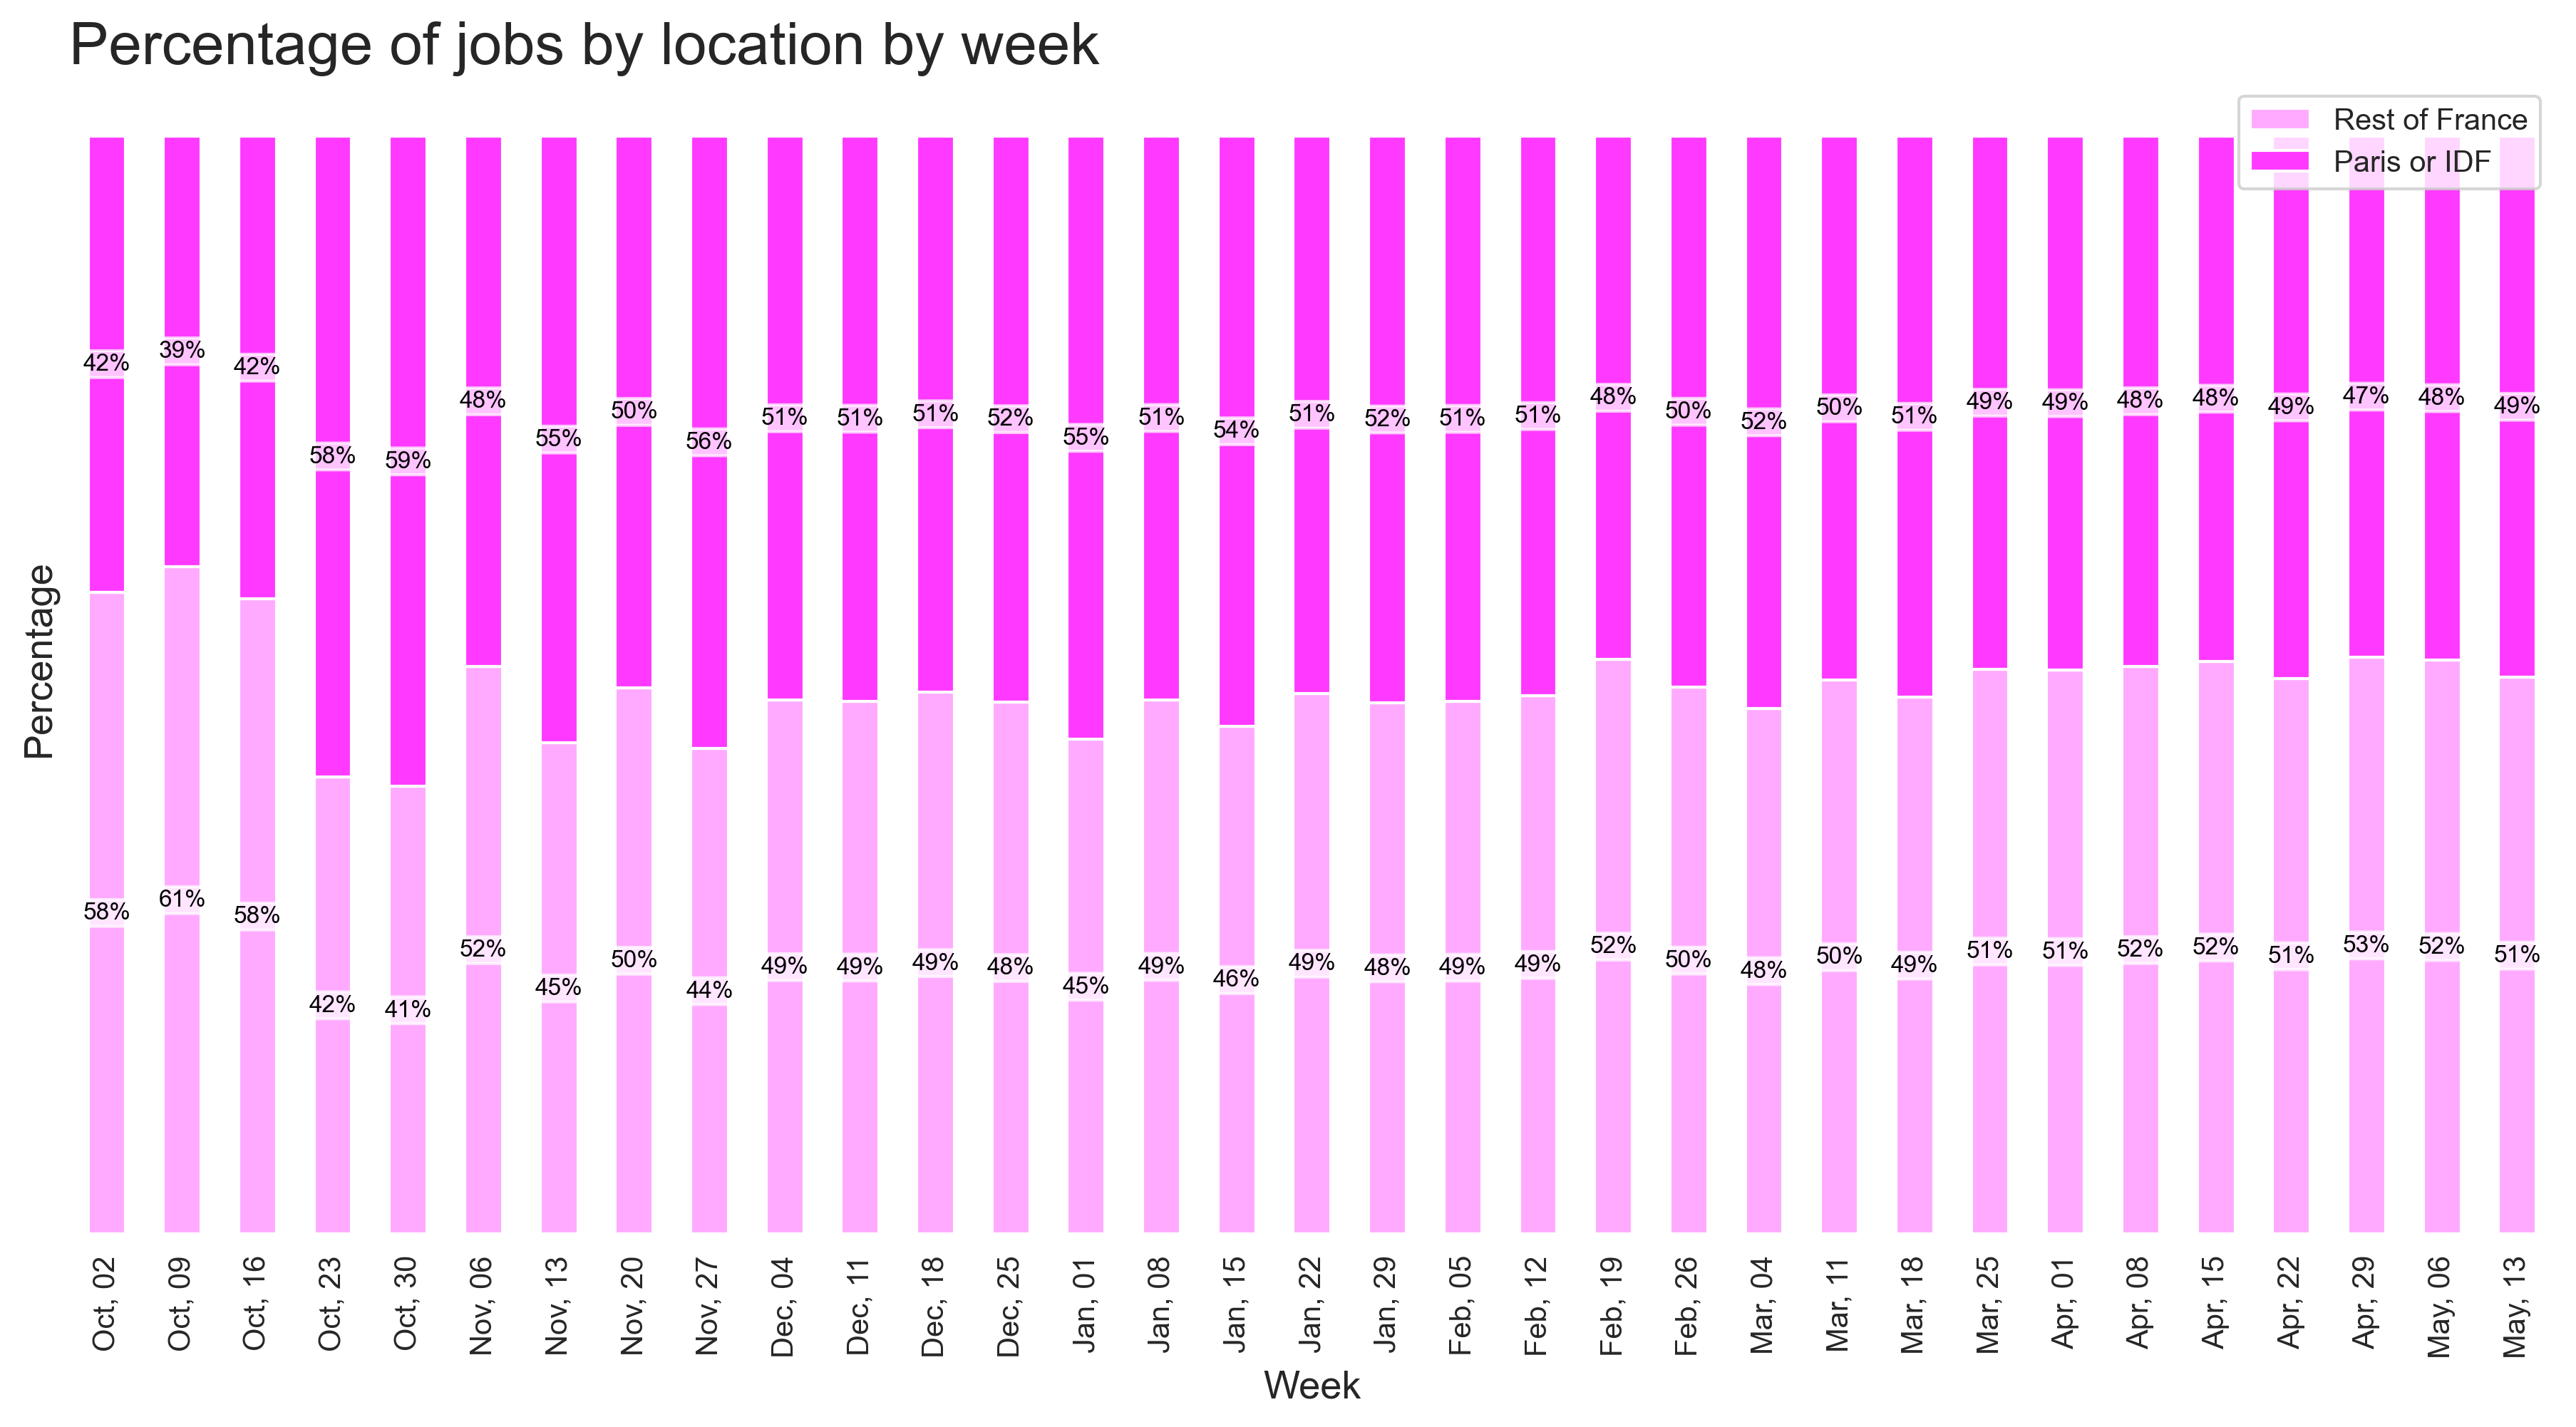 Percentage of jobs by location by week
Rest of France
Paris or IDF
Percentage
42% 39% 42% 58% 59% 48% 55% 50% 56% 51% 51% 51% 52% 55% 51% 54% 51% 52% 51% 51% 48% 50% 52% 50% 51% 49% 49% 48% 48% 49% 47% 48% 49%
58% 61% 58% 42% 41% 52% 45% 50% 44% 49% 49% 49% 48% 45% 49% 46% 49% 48% 49% 49% 52% 50% 48% 50% 49% 51% 51% 52% 52% 51% 53% 52% 51%
Oct, 02
Oct, 09
Oct, 16
Oct, 23
Oct, 30
Nov, 06
Nov, 13
Nov, 20
Nov, 27
Dec, 04
Dec, 11
Dec, 18
Dec, 25
Jan, 01
Jan, 08
Jan, 15
Jan, 22
Jan, 29
Feb, 05
Feb, 12
Feb, 19
Feb, 26
Mar, 04
Mar, 11
Mar, 18
Mar, 25
Apr, 01
Apr, 08
Apr, 15
Apr, 22
Apr, 29
May, 06
May, 13
Week